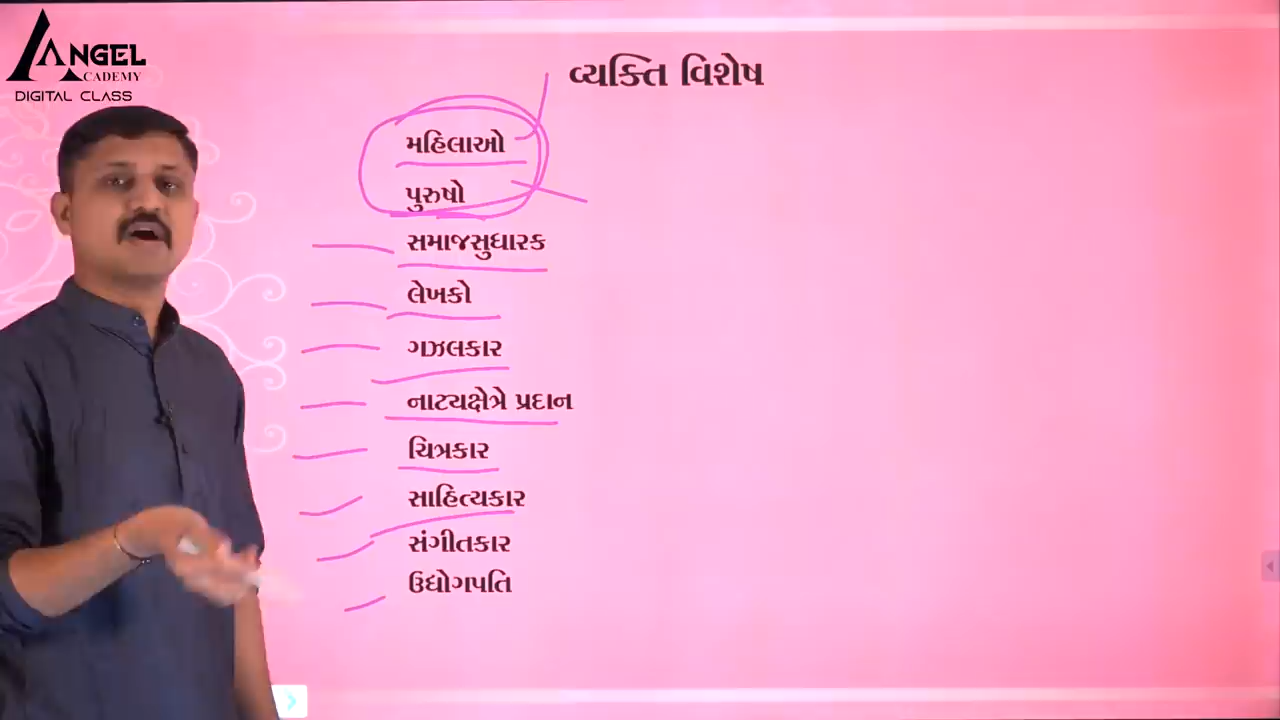 ANGEL
ACADEMY
DIGITAL CLASS
વ્યક્તિ વિશેષ
મહિલાઓ
પુરુષો
સમાજસુધારક
લેખકો
ગઝલકાર
નાટ્યક્ષેત્રે પ્રદાન
ચિત્રકાર
સાહિત્યકાર
સંગીતકાર
ઉદ્યોગપતિ